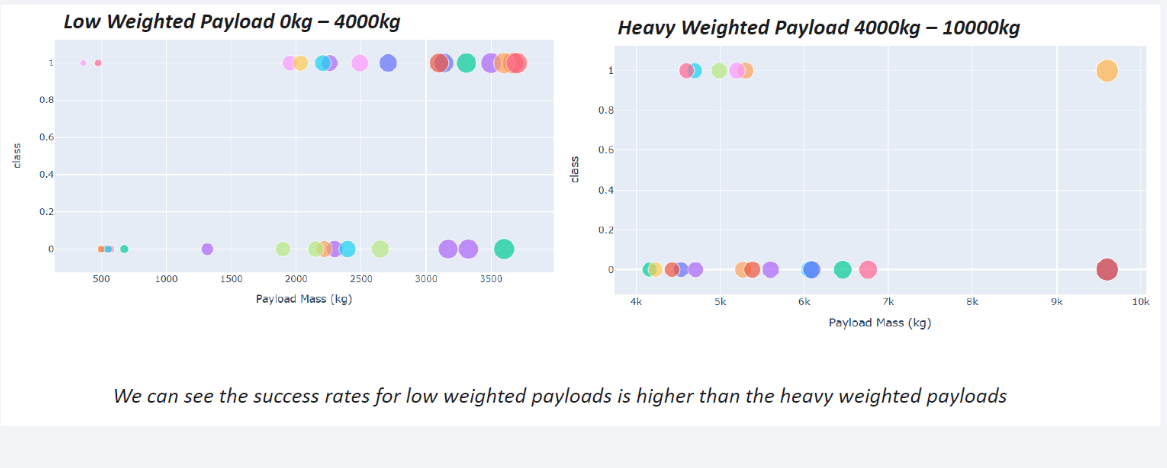 Low Weighted Payload 0kg – 4000kg
Heavy Weighted Payload 4000kg – 10000kg
class
1
0.8
0.6
0.4
0.2
0
500 1000 1500 2000 2500 3000 3500
Payload Mass (kg)
class
1
0.8
0.6
0.4
0.2
0
4k 5k 6k 7k 8k 9k 10k
Payload Mass (kg)
We can see the success rates for low weighted payloads is higher than the heavy weighted payloads